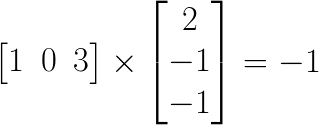 [1 0 3] × [2 −1 −1] = −1